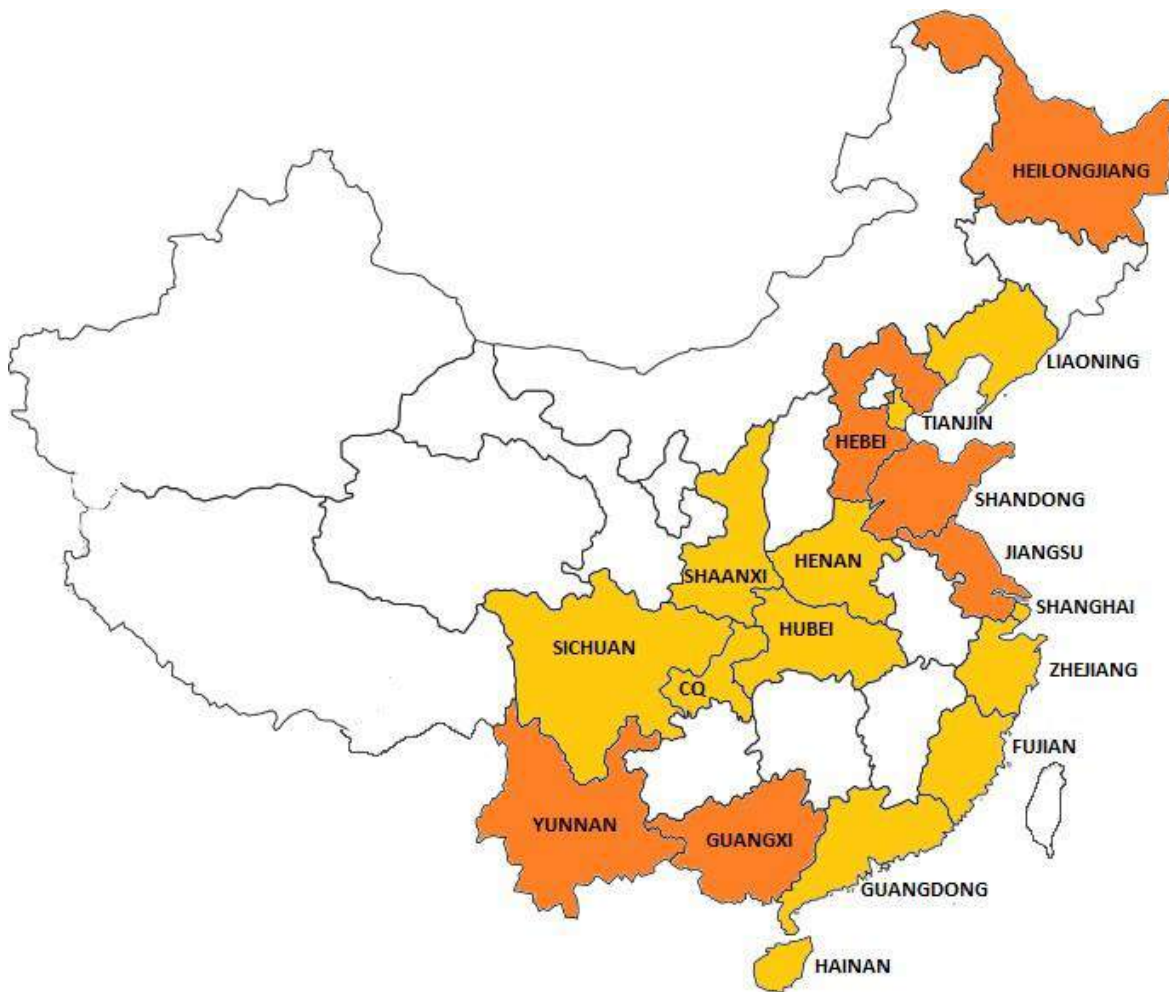 HEILONGJIANG
LIAONING
TIANJIN
HEBEI
SHANDONG
JIANGSU
HENAN
SHAANXI
SHANGHAI
HUBEI
SICHUAN
ZHEJIANG
CQ
FUJIAN
YUNNAN
GUANGXI
GUANGDONG
HAINAN